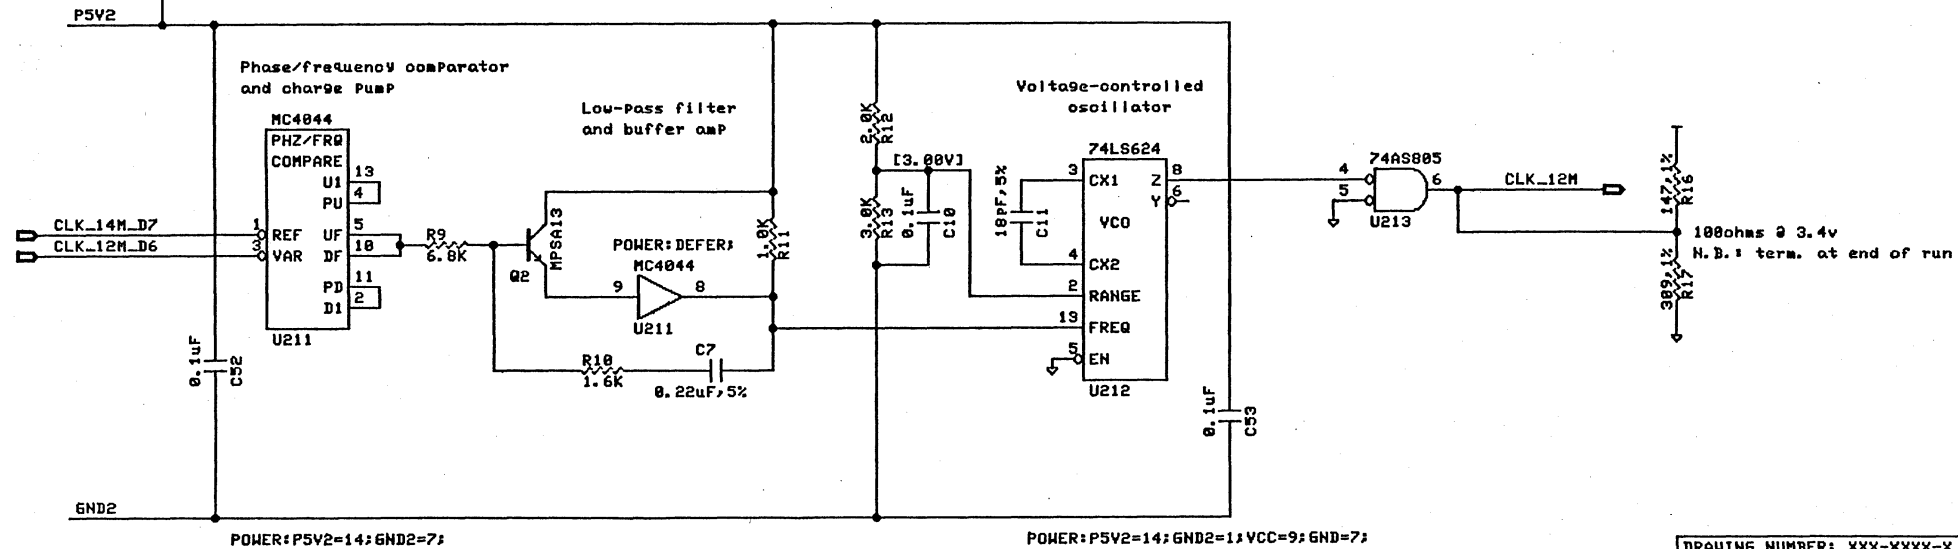 P5V2
Phase/frequency comparator
and charge pump
Low-pass filter
and buffer amp
Voltage-controlled
oscillator
MC4044
PHZ/FRQ
COMPARE
U1
13
4
PU
CLK_14M_D7
1
REF
UF
5
CLK_12M_D6
3
VAR
DF
10
PD
11
2
D1
U211
0.1uF
C52
R9
6.8K
Q2
MPSA13
POWER:DEFER;
MC4044
9
8
U211
1.0K
R11
R10
1.6K
C7
0.22uF,5%
2.0K
R12
[3.00V]
3.0K
R13
0.1uF
C10
18pF,5%
C11
74LS624
3
CX1
Z
8
Y
6
VCO
4
CX2
2
RANGE
13
FREQ
5
EN
U212
0.1uF
C53
74AS805
4
5
6
U213
CLK_12M
147,1%
R16
100ohms @ 3.4v
N.B.: term. at end of run
309,1%
R17
GND2
POWER:P5V2=14;GND2=7;
POWER:P5V2=14;GND2=1;VCC=9;GND=7;
DRAWING NUMBER: XXX-XXXX-X